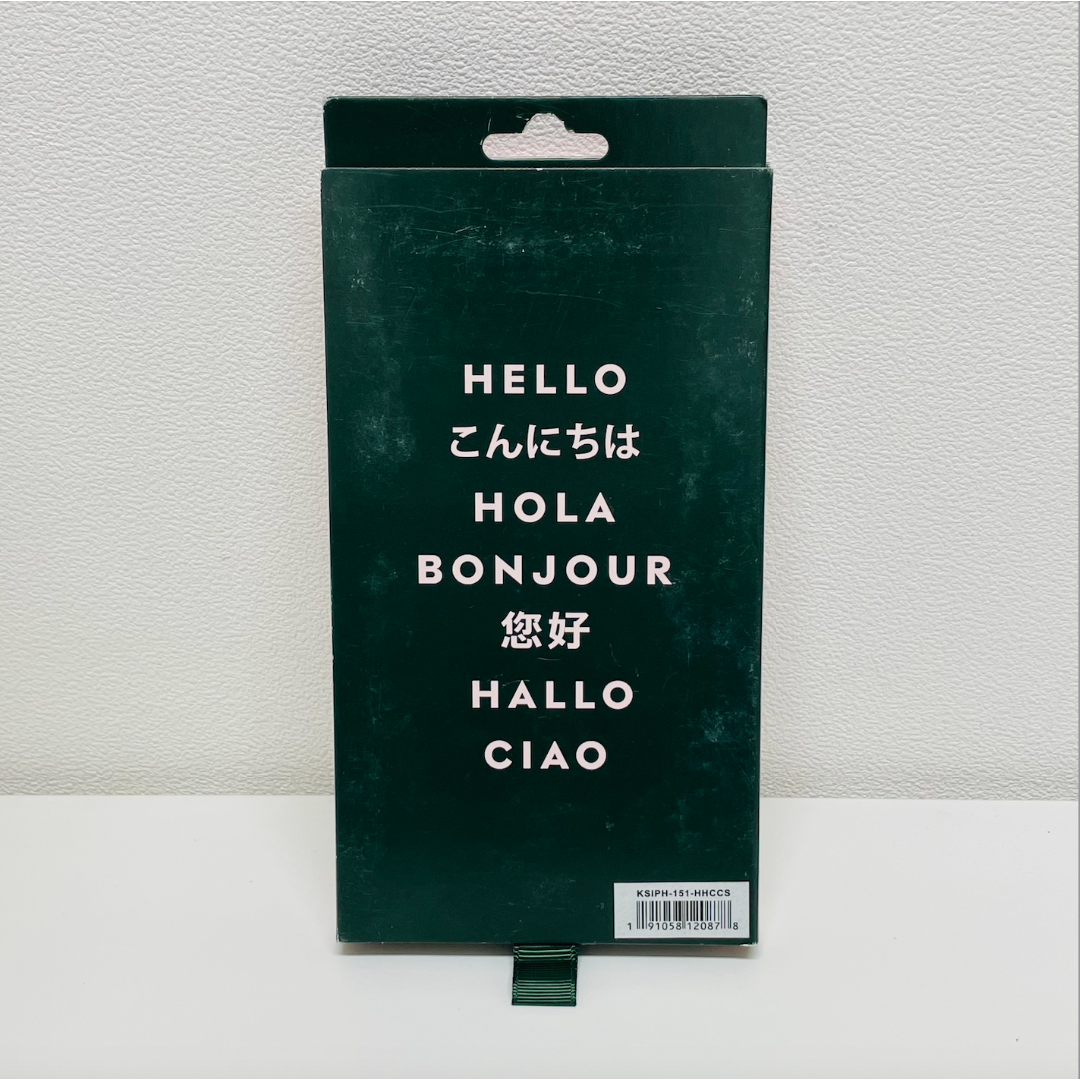 HELLO
こんにちは
HOLA
BONJOUR
您好
HALLO
CIAO
KSIPH-151-HHCCS
1 91058 12087 8